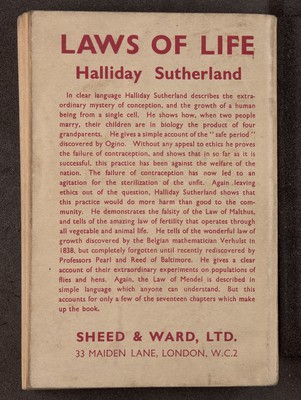 LAWS OF LIFE
Halliday Sutherland
In clear language Halliday Sutherland describes the extra-
ordinary mystery of conception, and the growth of a human
being from a single cell. He shows how, when two people
marry, their children are in biology the product of four
grandparents. He gives a simple account of the "safe period"
discovered by Ogino. Without any appeal to ethics he proves
the failure of contraception, and shows that in so far as it is
successful, this practice has been against the welfare of the
nation. The failure of contraception has now led to an
agitation for the sterilization of the unfit. Again leaving
ethics out of the question, Halliday Sutherland shows that
this practice would do more harm than good to the com-
munity. He demonstrates the falsity of the Law of Malthus,
and tells of the amazing law of fertility that operates through
all vegetable and animal life. He tells of the wonderful law of
growth discovered by the Belgian mathematician Verhulst in
1838, but completely forgotten until recently rediscovered by
Professors Pearl and Reed of Baltimore. He gives a clear
account of their extraordinary experiments on populations of
flies and hens. Again, the Law of Mendel is described in
simple language which anyone can understand. But this
accounts for only a few of the seventeen chapters which make
up the book.
SHEED & WARD, LTD.
33 MAIDEN LANE, LONDON, W.C.2